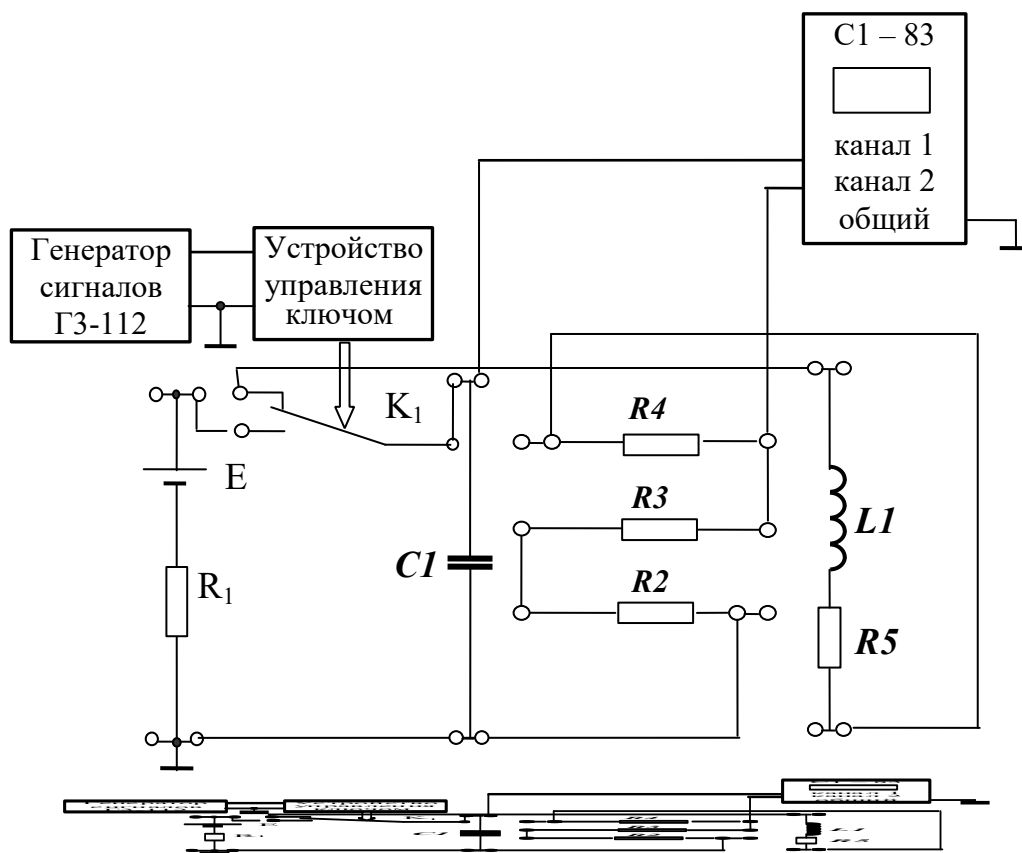 С1 – 83
канал 1
канал 2
общий
Генератор
сигналов
Г3-112
Устройство
управления
ключом
K1
R4
E
R3
L1
C1
R1
R2
R5